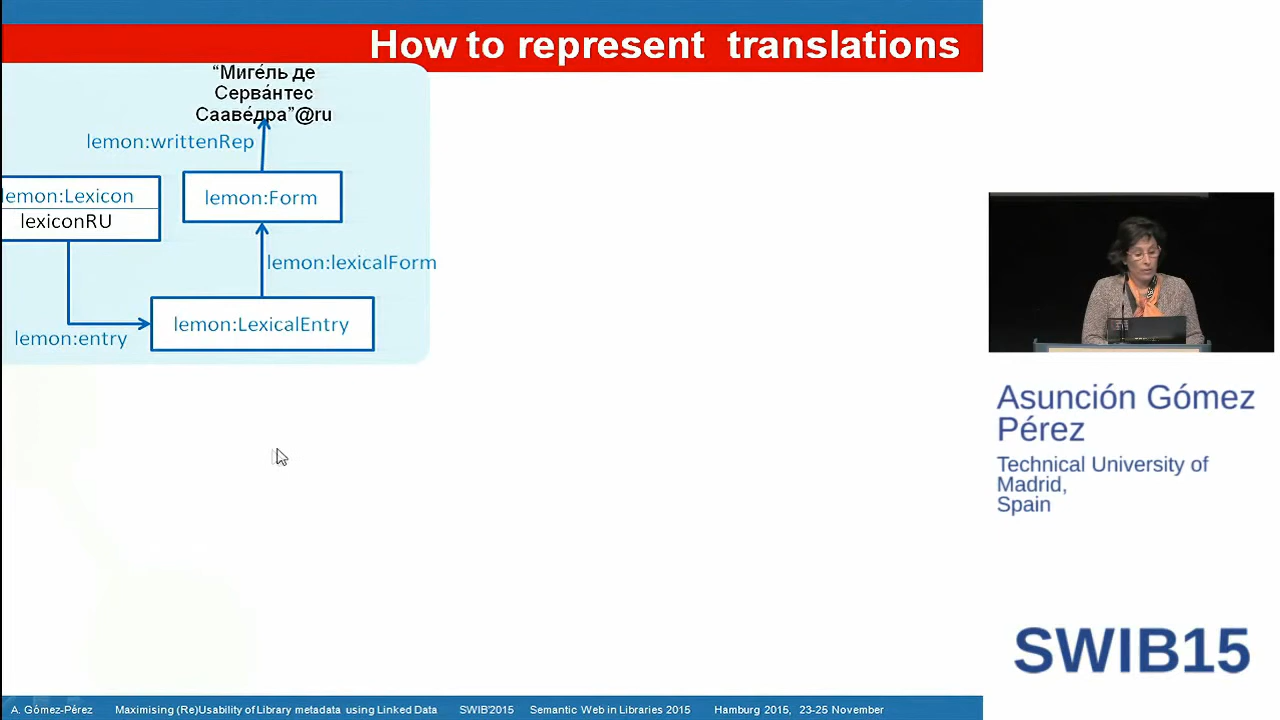 How to represent translations
“Миге́ль де
Серва́нтес
Сааве́дра”@ru
lemon:writtenRep
lemon:Lexicon
lemon:Form
lexiconRU
lemon:lexicalForm
lemon:LexicalEntry
lemon:entry
Asunción Gómez
Pérez
Technical University of
Madrid,
Spain
SWIB15
A. Gómez-Pérez Maximising (Re)Usability of Library metadata using Linked Data SWIB'2015 Semantic Web in Libraries 2015 Hamburg 2015, 23-25 November